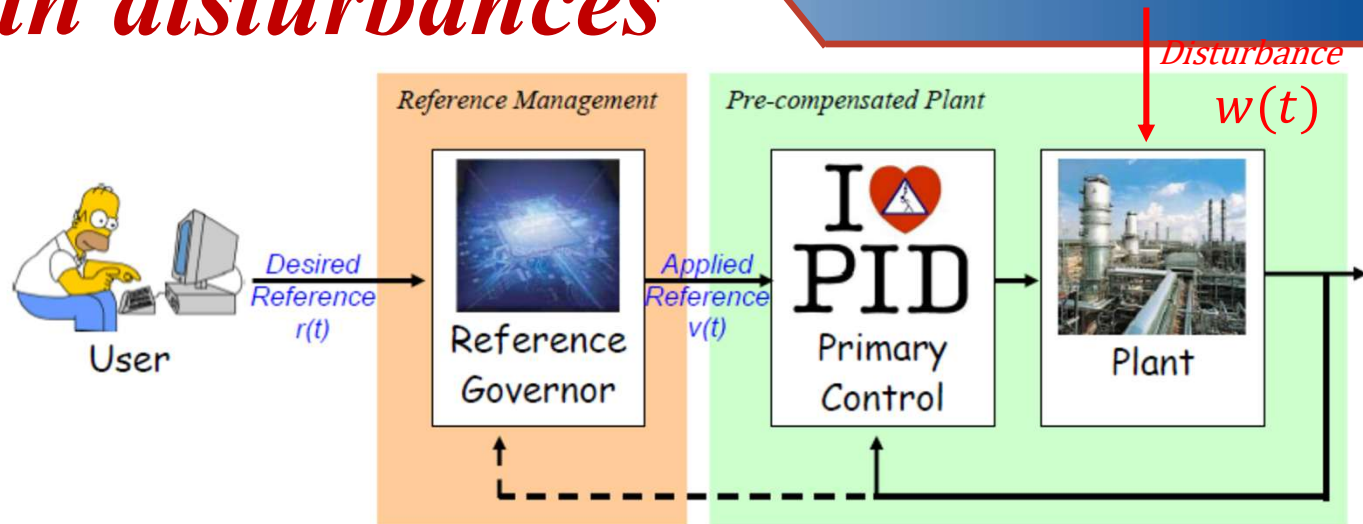 in disturbances
Disturbance
w(t)
Reference Management
Pre-compensated Plant
I
PID
Desired
Reference
r(t)
Applied
Reference
v(t)
User
Reference
Governor
Primary
Control
Plant